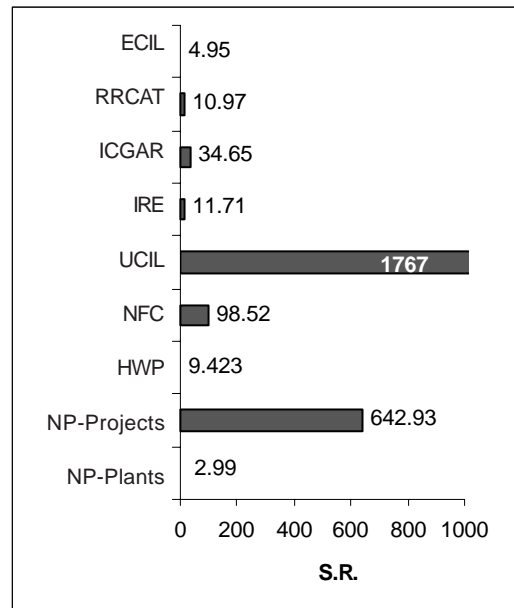 ECIL 4.95
RRCAT 10.97
ICGAR 34.65
IRE 11.71
UCIL 1767
NFC 98.52
HWP 9.423
NP-Projects 642.93
NP-Plants 2.99
0 200 400 600 800 1000
S.R.